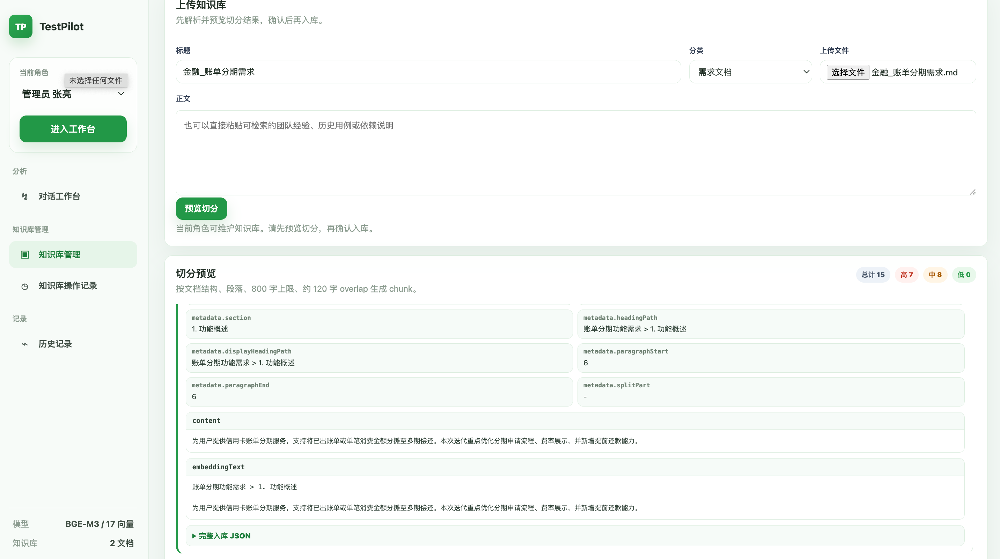 TP
TestPilot
当前角色
未选择任何文件
管理员 张亮
进入工作台
分析
对话工作台
知识库管理
知识库管理
知识库操作记录
记录
历史记录
模型 BGE-M3 / 17 向量
知识库 2 文档
上传知识库
先解析并预览切分结果，确认后再入库。
标题 分类 上传文件
金融_账单分期需求 需求文档 选择文件 金融_账单分期需求.md
正文
也可以直接粘贴可检索的团队经验、历史用例或依赖说明
预览切分
当前角色可维护知识库。请先预览切分，再确认入库。
切分预览 总计 15 高 7 中 8 低 0
按文档结构、段落、800 字上限、约 120 字 overlap 生成 chunk。
metadata.section
1. 功能概述
metadata.headingPath
账单分期功能需求 > 1. 功能概述
metadata.displayHeadingPath
账单分期功能需求 > 1. 功能概述
metadata.paragraphStart
6
metadata.paragraphEnd
6
metadata.splitPart
-
content
为用户提供信用卡账单分期服务，支持将已出账单或单笔消费金额分摊至多期偿还。本次迭代重点优化分期申请流程、费率展示，并新增提前还款能力。
embeddingText
账单分期功能需求 > 1. 功能概述
为用户提供信用卡账单分期服务，支持将已出账单或单笔消费金额分摊至多期偿还。本次迭代重点优化分期申请流程、费率展示，并新增提前还款能力。
完整入库 JSON